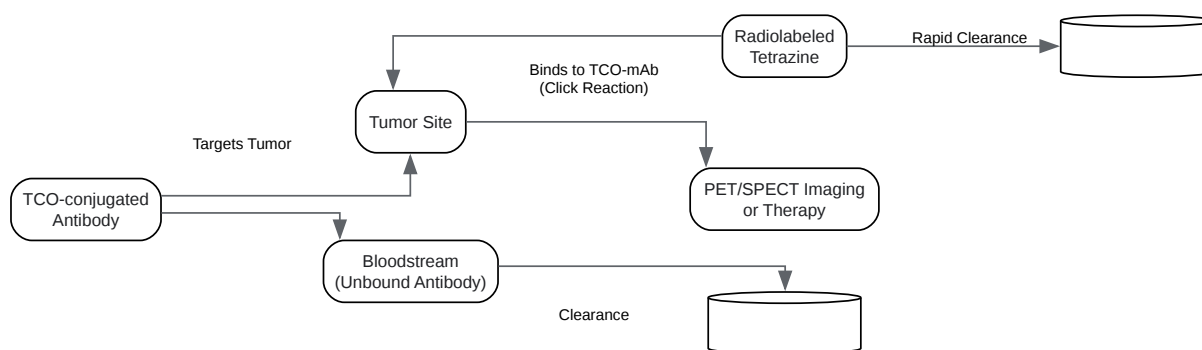 Radiolabeled
Tetrazine
Rapid Clearance
Binds to TCO-mAb
(Click Reaction)
Tumor Site
Targets Tumor
TCO-conjugated
Antibody
PET/SPECT Imaging
or Therapy
Bloodstream
(Unbound Antibody)
Clearance